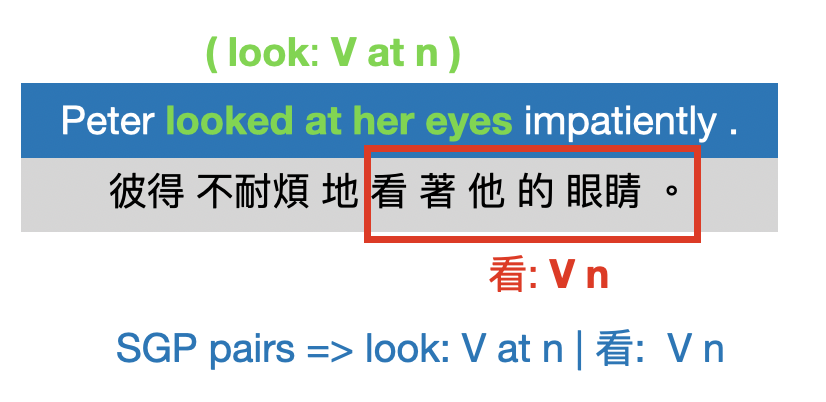 ( look: V at n )
Peter looked at her eyes impatiently .
彼得 不耐煩 地 看 著 他 的 眼睛 。
看: V n
SGP pairs => look: V at n | 看: V n